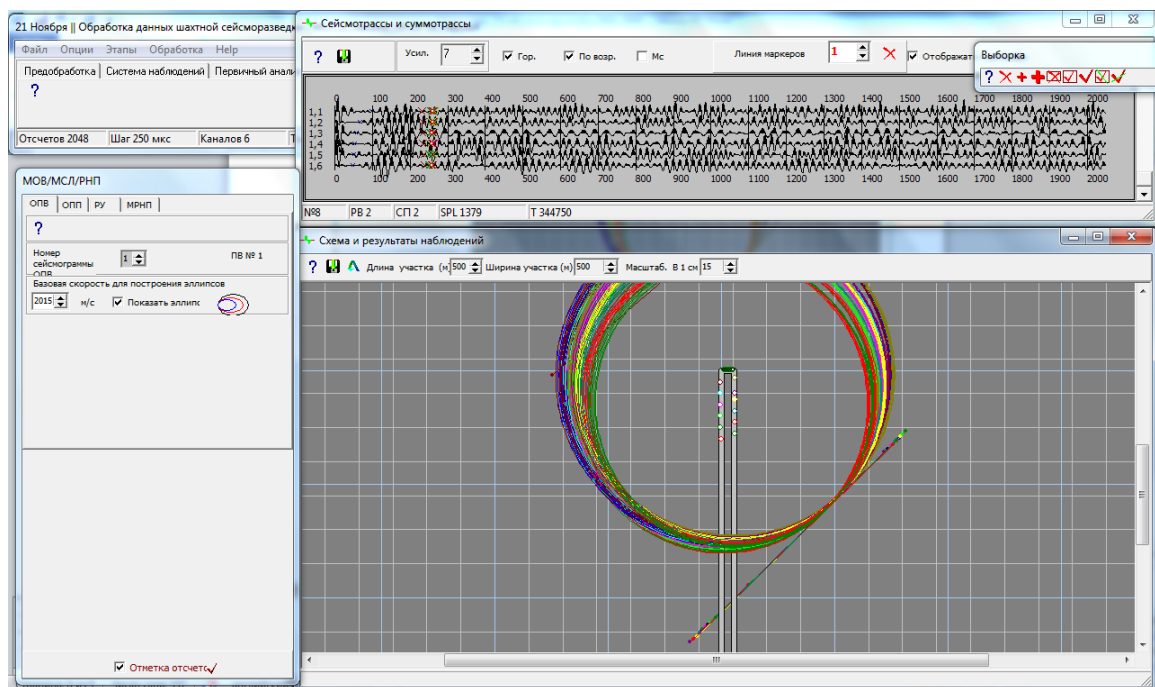 21 Ноября || Обработка данных шахтной сейсморазведк
Файл Опции Этапы Обработка Help
Предобработка Система наблюдений Первичный анали
?
Отсчетов 2048 Шаг 250 мкс Каналов 6 Т
Сейсмотрассы и суммотрассы
? Усил. 7 Гор. По возр. Мс Линия маркеров 1 Отображат
Выборка
?
0 100 200 300 400 500 600 700 800 900 1000 1100 1200 1300 1400 1500 1600 1700 1800 1900 2000
1,1
1,2
1,3
1,4
1,5
1,6
0 100 200 300 400 500 600 700 800 900 1000 1100 1200 1300 1400 1500 1600 1700 1800 1900 2000
№8 РВ 2 СП 2 SPL 1379 T 344750
МОВ/МСЛ/РНП
ОПВ ОПП РУ МРНП
?
Номер
сейсмограммы
ОПВ
1 ПВ № 1
Базовая скорость для построения эллипсов
2015 м/с Показать эллипс
Отметка отсчетс
Схема и результаты наблюдений
? Длина участка (м) 500 Ширина участка (м) 500 Масштаб. В 1 см 15